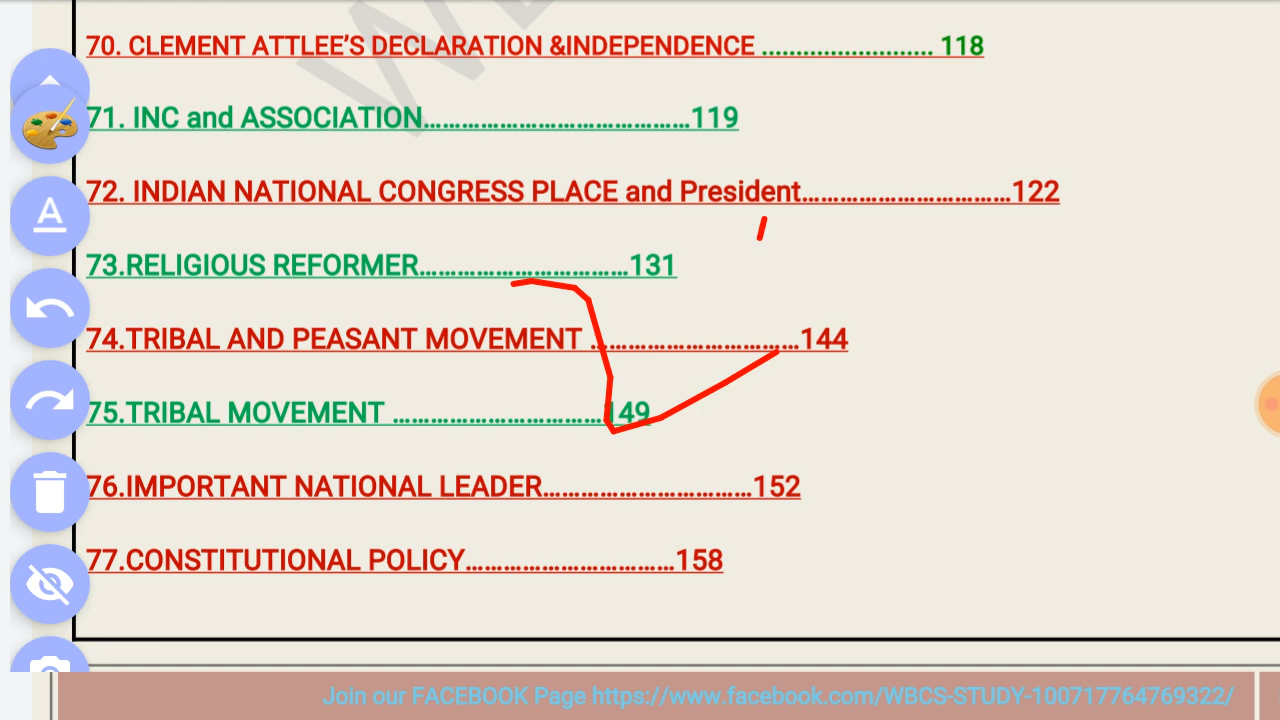 70. CLEMENT ATTLEE'S DECLARATION &INDEPENDENCE ......................... 118
71. INC and ASSOCIATION……………………………………119
72. INDIAN NATIONAL CONGRESS PLACE and President……………………………122
73.RELIGIOUS REFORMER……………………………131
74.TRIBAL AND PEASANT MOVEMENT ……………………………144
75.TRIBAL MOVEMENT ……………………………149
76.IMPORTANT NATIONAL LEADER……………………………152
77.CONSTITUTIONAL POLICY……………………………158
Join our FACEBOOK Page https://www.facebook.com/WBCS-STUDY-100717764769322/